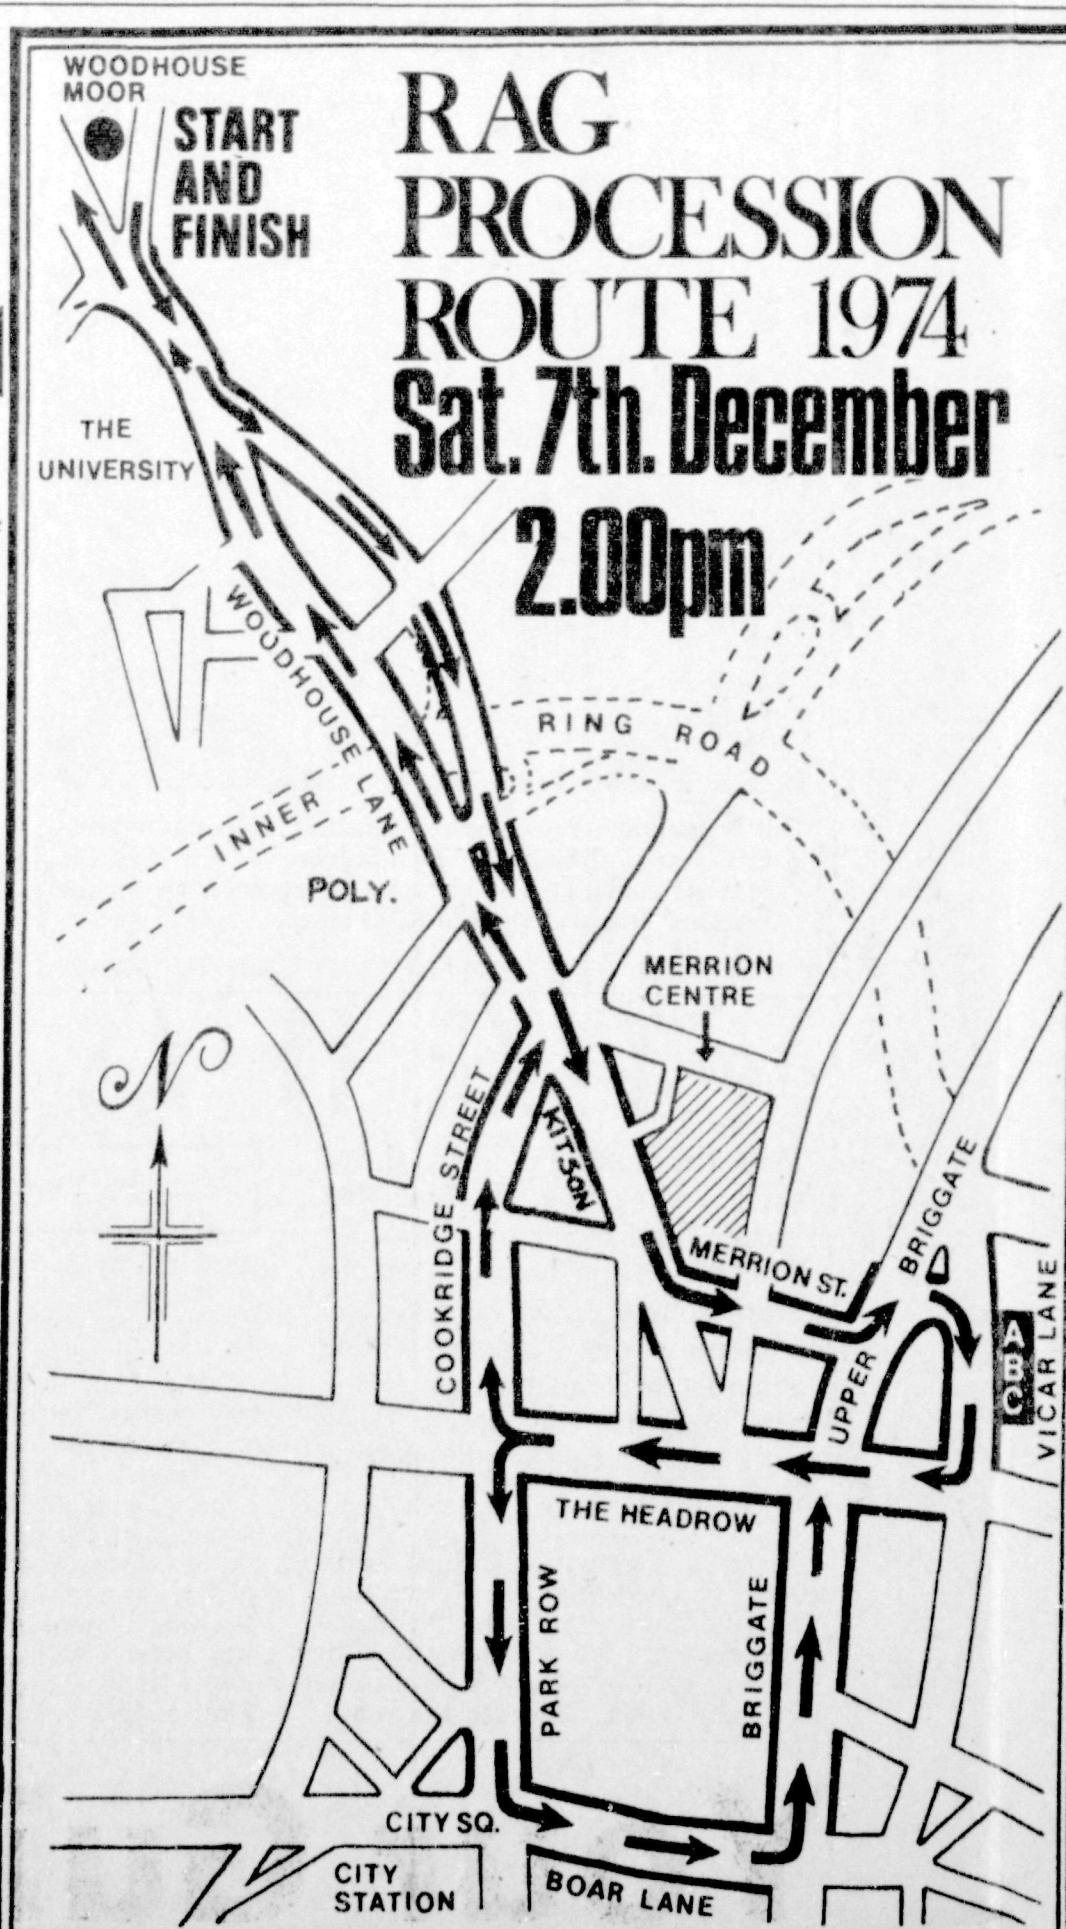 WOODHOUSE
MOOR
START
AND
FINISH
RAG
PROCESSION
ROUTE 1974
Sat. 7th. December
2.00pm
THE
UNIVERSITY
WOODHOUSE LANE
INNER
RING ROAD
POLY.
MERRION
CENTRE
N
COOKRIDGE STREET
KITSON
MERRION ST.
UPPER
BRIGGATE
ABC
VICAR LANE
THE HEADROW
PARK ROW
BRIGGATE
CITY SQ.
CITY
STATION
BOAR LANE